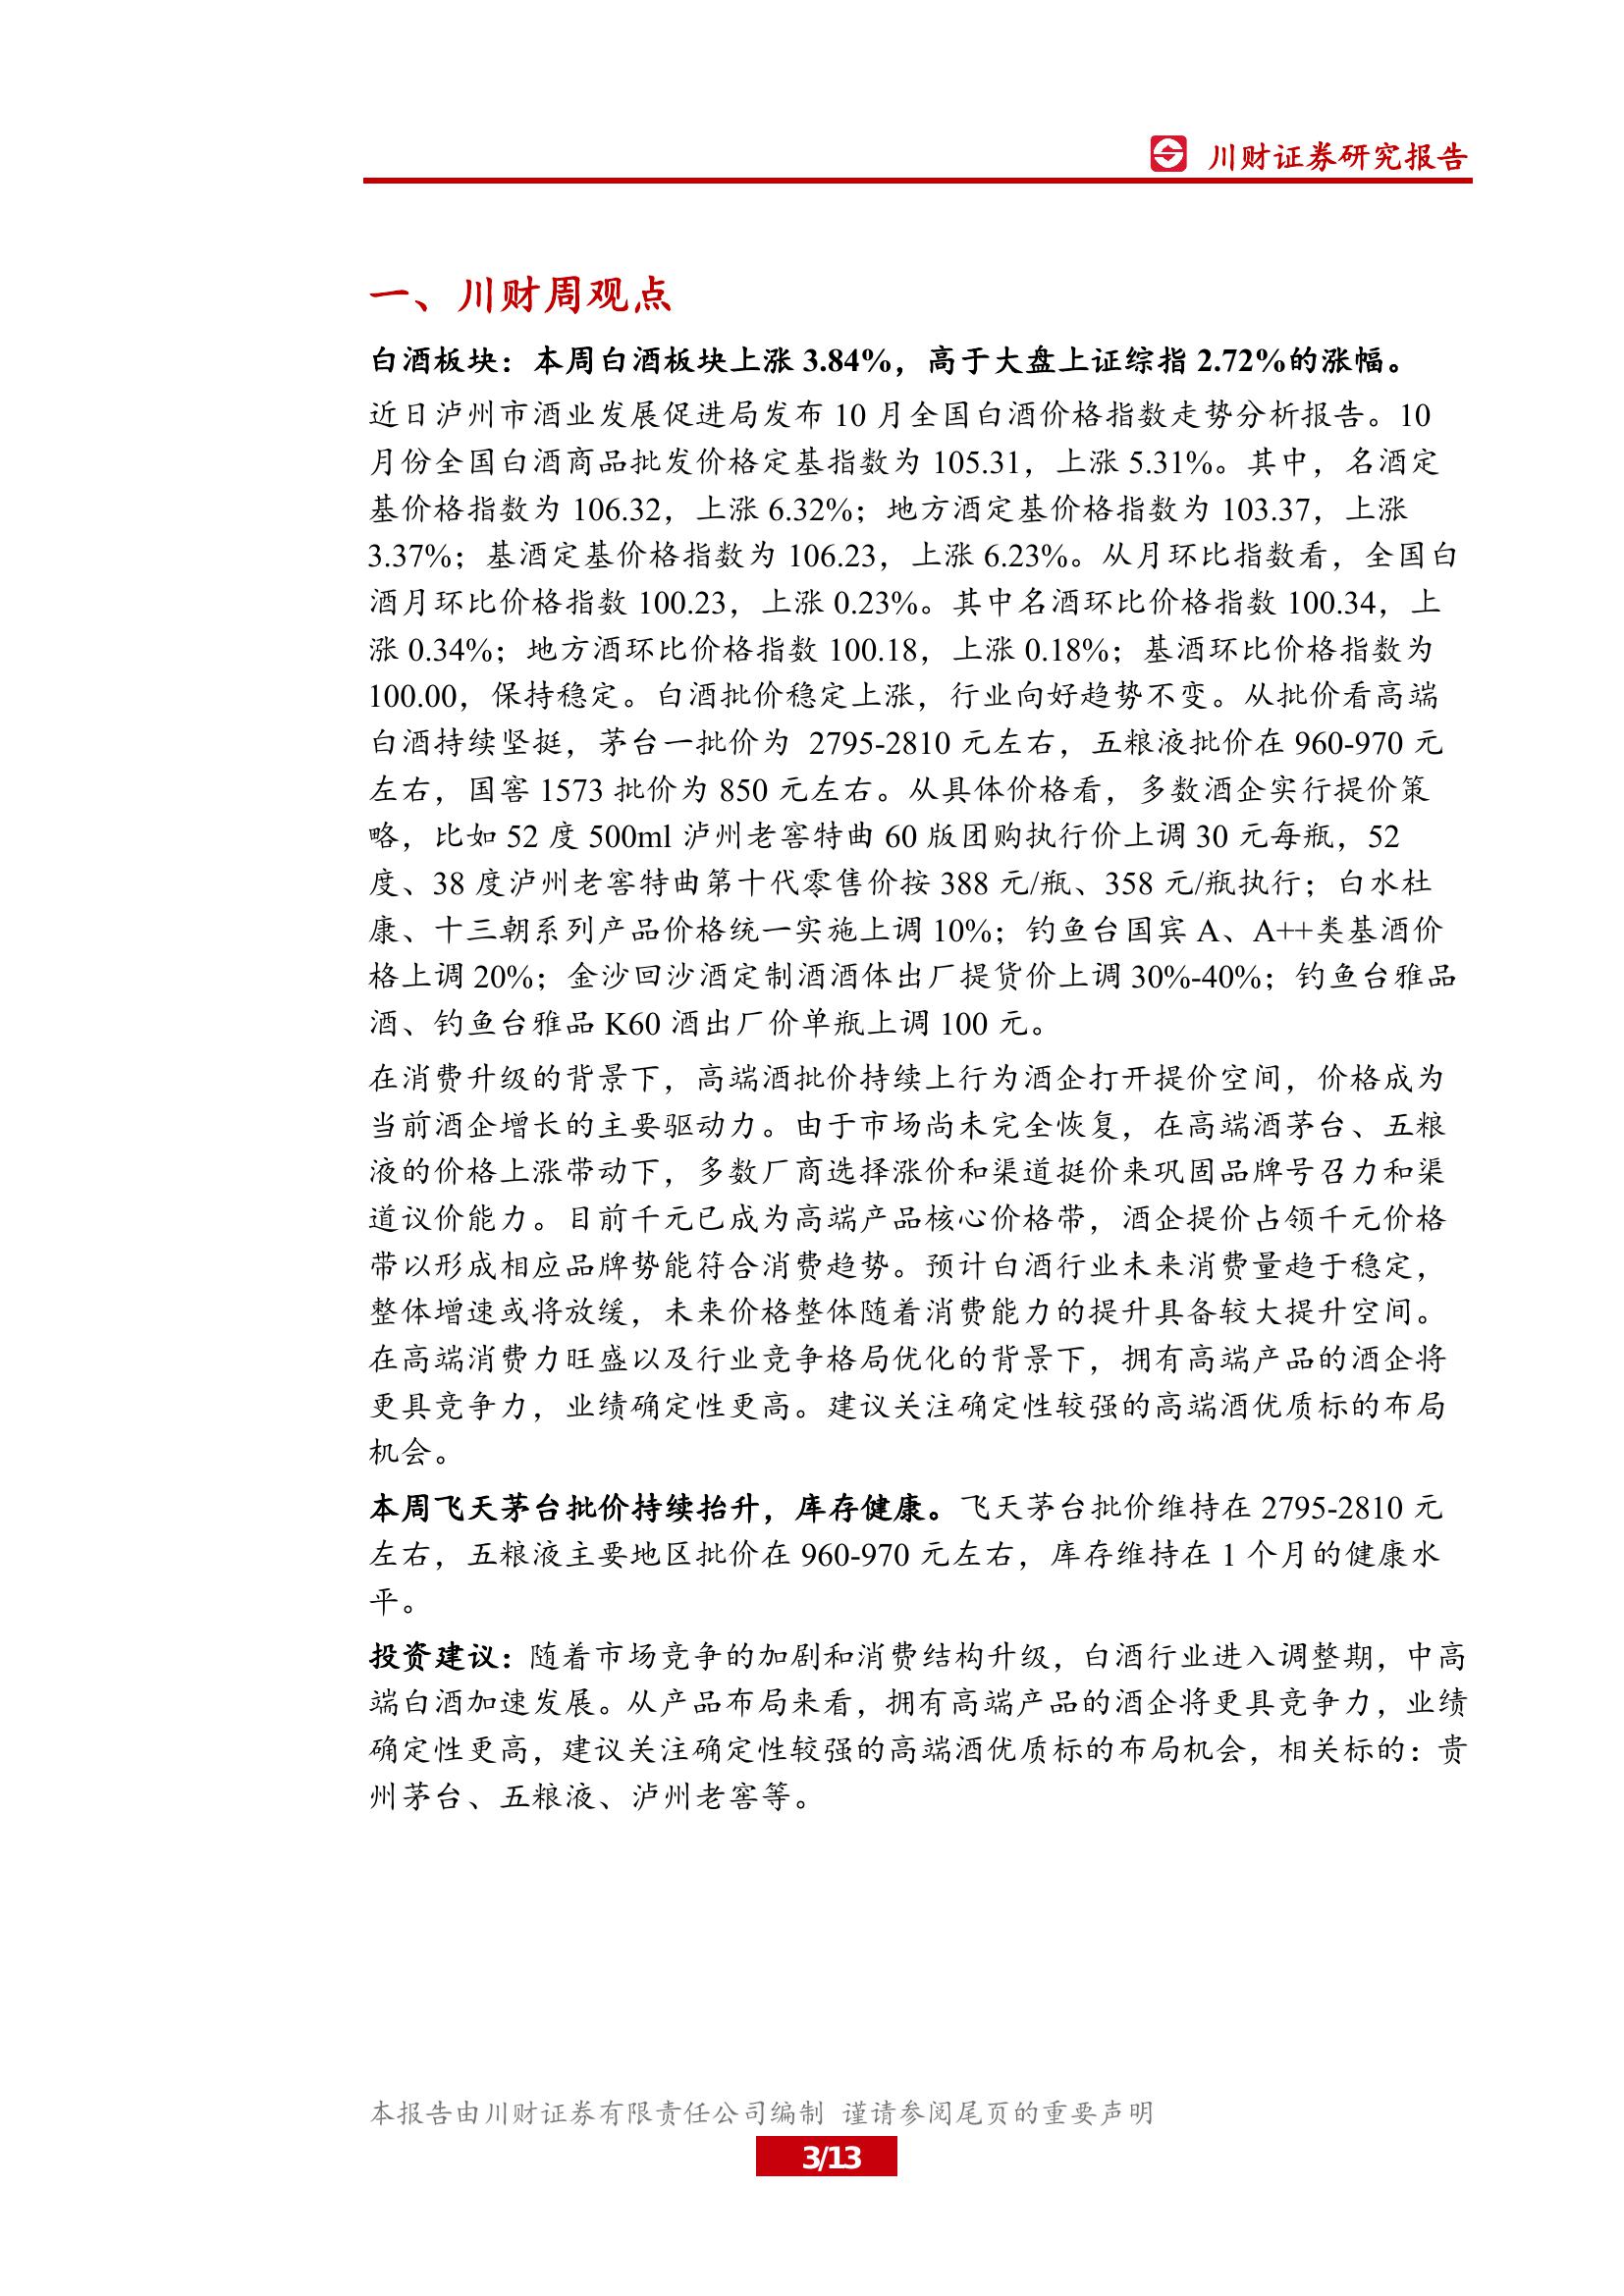 川财证券研究报告
一、川财周观点
白酒板块：本周白酒板块上涨 3.84%，高于大盘上证综指 2.72%的涨幅。
近日泸州市酒业发展促进局发布 10 月全国白酒价格指数走势分析报告。10
月份全国白酒商品批发价格定基指数为 105.31，上涨 5.31%。其中，名酒定
基价格指数为 106.32，上涨 6.32%；地方酒定基价格指数为 103.37，上涨
3.37%；基酒定基价格指数为 106.23，上涨 6.23%。从月环比指数看，全国白
酒月环比价格指数 100.23，上涨 0.23%。其中名酒环比价格指数 100.34，上
涨 0.34%；地方酒环比价格指数 100.18，上涨 0.18%；基酒环比价格指数为
100.00，保持稳定。白酒批价稳定上涨，行业向好趋势不变。从批价看高端
白酒持续坚挺，茅台一批价为 2795-2810 元左右，五粮液批价在 960-970 元
左右，国窖 1573 批价为 850 元左右。从具体价格看，多数酒企实行提价策
略，比如 52 度 500ml 泸州老窖特曲 60 版团购执行价上调 30 元每瓶，52
度、38 度泸州老窖特曲第十代零售价按 388 元/瓶、358 元/瓶执行；白水杜
康、十三朝系列产品价格统一实施上调 10%；钓鱼台国宾 A、A++类基酒价
格上调 20%；金沙回沙酒定制酒酒体出厂提货价上调 30%-40%；钓鱼台雅品
酒、钓鱼台雅品 K60 酒出厂价单瓶上调 100 元。
在消费升级的背景下，高端酒批价持续上行为酒企打开提价空间，价格成为
当前酒企增长的主要驱动力。由于市场尚未完全恢复，在高端酒茅台、五粮
液的价格上涨带动下，多数厂商选择涨价和渠道挺价来巩固品牌号召力和渠
道议价能力。目前千元已成为高端产品核心价格带，酒企提价占领千元价格
带以形成相应品牌势能符合消费趋势。预计白酒行业未来消费量趋于稳定，
整体增速或将放缓，未来价格整体随着消费能力的提升具备较大提升空间。
在高端消费力旺盛以及行业竞争格局优化的背景下，拥有高端产品的酒企将
更具竞争力，业绩确定性更高。建议关注确定性较强的高端酒优质标的布局
机会。
本周飞天茅台批价持续抬升，库存健康。飞天茅台批价维持在 2795-2810 元
左右，五粮液主要地区批价在 960-970 元左右，库存维持在 1 个月的健康水
平。
投资建议：随着市场竞争的加剧和消费结构升级，白酒行业进入调整期，中高
端白酒加速发展。从产品布局来看，拥有高端产品的酒企将更具竞争力，业绩
确定性更高，建议关注确定性较强的高端酒优质标的布局机会，相关标的：贵
州茅台、五粮液、泸州老窖等。
本报告由川财证券有限责任公司编制 谨请参阅尾页的重要声明
3/13